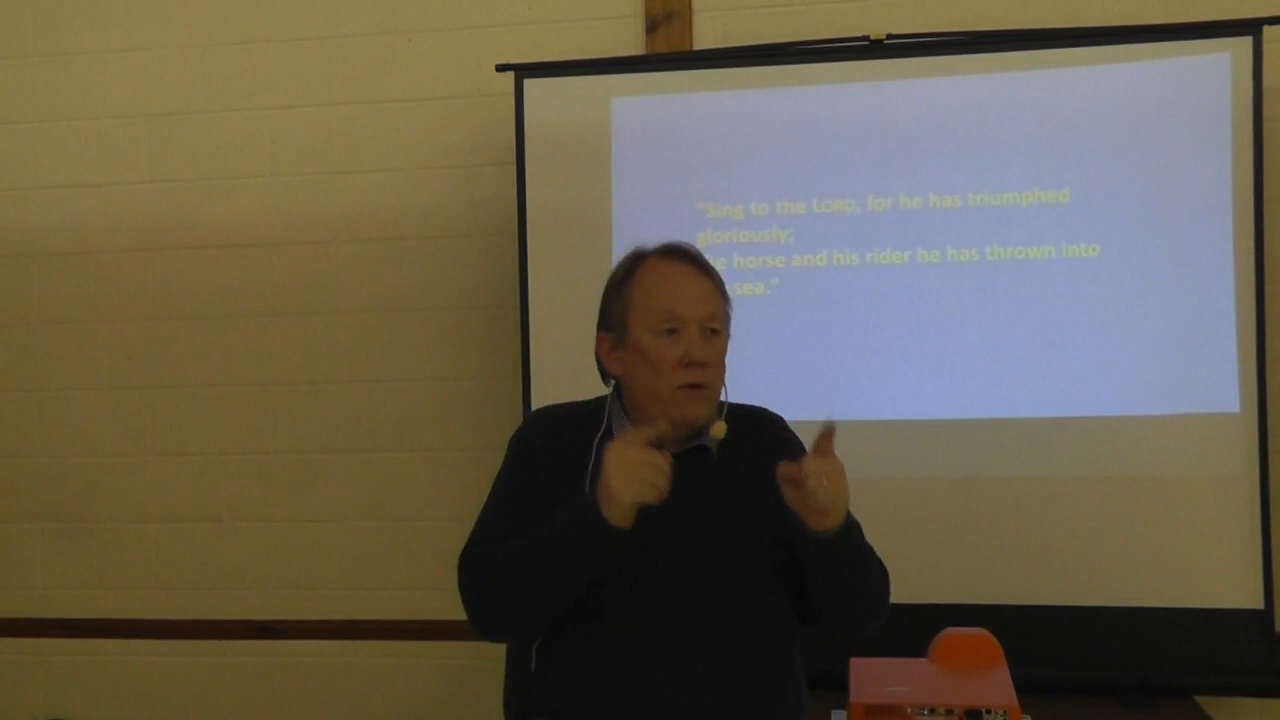 "Sing to the LORD, for he has triumphed
gloriously;
horse and his rider he has thrown into
sea."